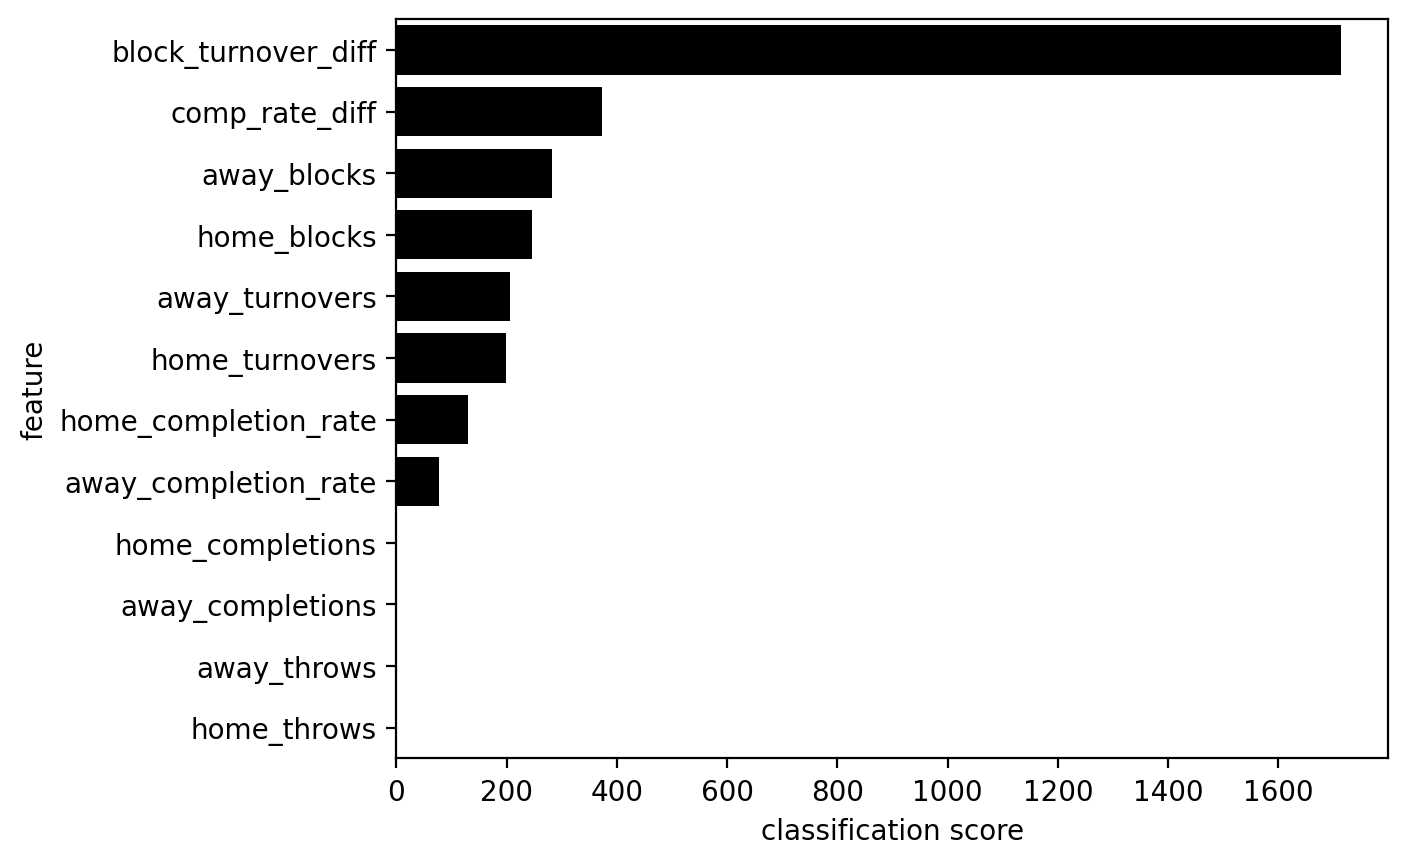 block_turnover_diff
comp_rate_diff
away_blocks
home_blocks
away_turnovers
home_turnovers
home_completion_rate
away_completion_rate
home_completions
away_completions
away_throws
home_throws
feature
0 200 400 600 800 1000 1200 1400 1600
classification score